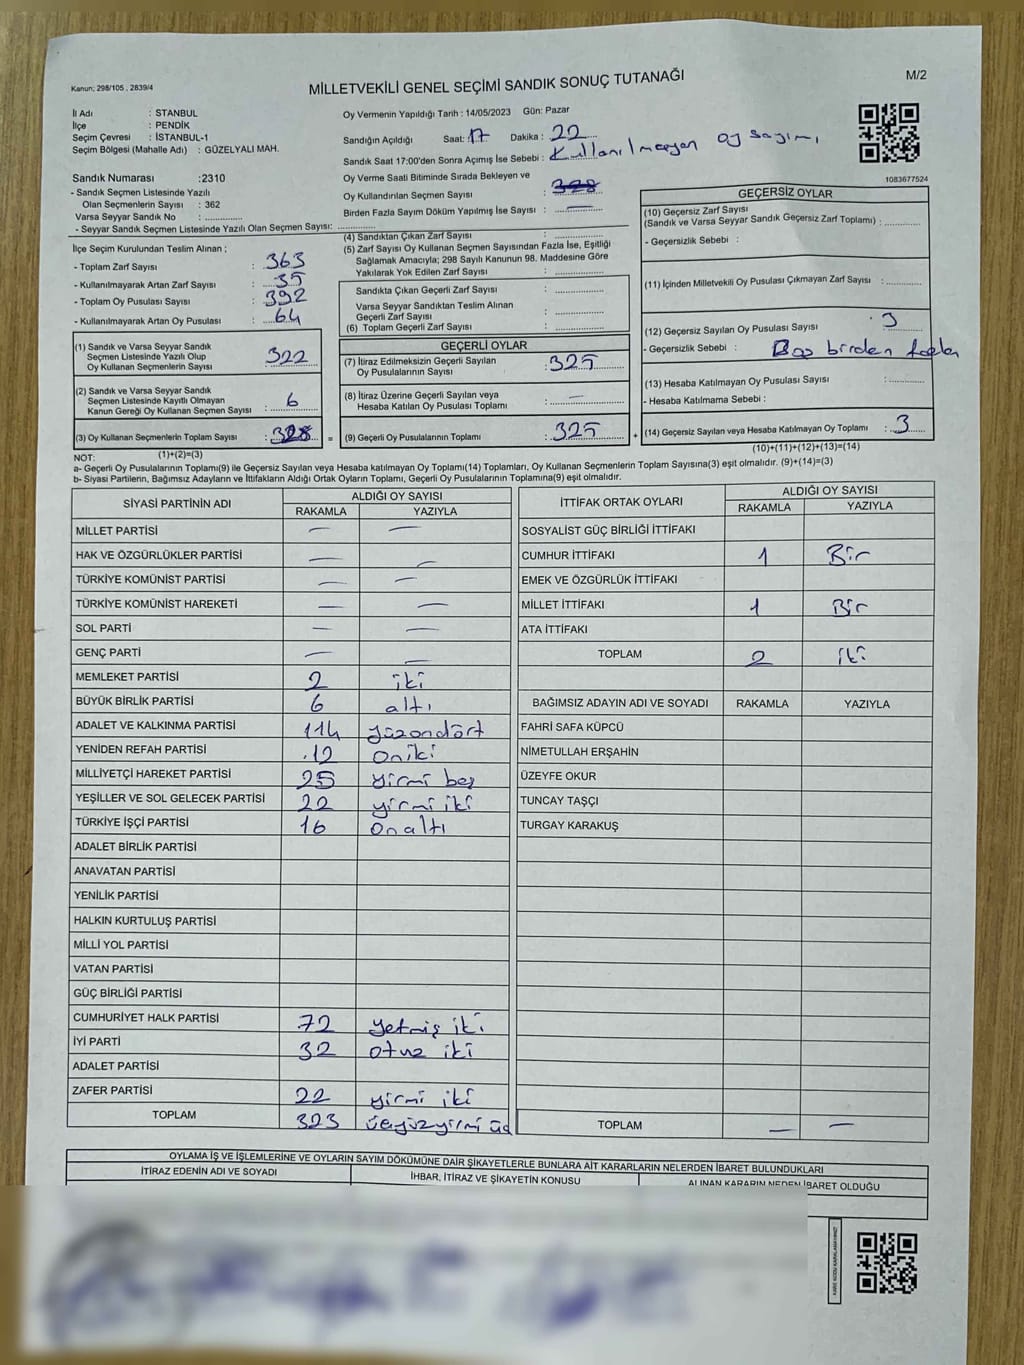 Kanun; 298/105 , 2839/4
MİLLETVEKİLİ GENEL SEÇİMİ SANDIK SONUÇ TUTANAĞI
M/2
İl Adı : STANBUL
İlçe : PENDİK
Seçim Çevresi : İSTANBUL-1
Seçim Bölgesi (Mahalle Adı) : GÜZELYALI MAH.
Oy Vermenin Yapıldığı Tarih : 14/05/2023 Gün: Pazar
Sandığın Açıldığı Saat: 17 Dakika : 22
Sandık Saat 17:00'den Sonra Açımış İse Sebebi : Kullanılmayan oy sayımı
Sandık Numarası :2310
- Sandık Seçmen Listesinde Yazılı
Olan Seçmenlerin Sayısı : 362
Varsa Seyyar Sandık No : ..............
- Seyyar Sandık Seçmen Listesinde Yazılı Olan Seçmen Sayısı: ..............
Oy Verme Saati Bitiminde Sırada Bekleyen ve
Oy Kullandırılan Seçmen Sayısı : 328
Birden Fazla Sayım Döküm Yapılmış İse Sayısı : —
1083677524
İlçe Seçim Kurulundan Teslim Alınan ;
- Toplam Zarf Sayısı : 363
- Kullanılmayarak Artan Zarf Sayısı : 35
- Toplam Oy Pusulası Sayısı : 392
- Kullanılmayarak Artan Oy Pusulası : 64
(1) Sandık ve Varsa Seyyar Sandık
Seçmen Listesinde Yazılı Olup
Oy Kullanan Seçmenlerin Sayısı : 322
(2) Sandık ve Varsa Seyyar Sandık
Seçmen Listesinde Kayıtlı Olmayan
Kanun Gereği Oy Kullanan Seçmen Sayısı : 6
(3) Oy Kullanan Seçmenlerin Toplam Sayısı : 328 =
(4) Sandıktan Çıkan Zarf Sayısı : ..............
(5) Zarf Sayısı Oy Kullanan Seçmen Sayısından Fazla İse, Eşitliği
Sağlamak Amacıyla; 298 Sayılı Kanunun 98. Maddesine Göre
Yakılarak Yok Edilen Zarf Sayısı : ..............
Sandıkta Çıkan Geçerli Zarf Sayısı : ..............
Varsa Seyyar Sandıktan Teslim Alınan
Geçerli Zarf Sayısı : ..............
(6) Toplam Geçerli Zarf Sayısı : ..............
GEÇERLİ OYLAR
(7) İtiraz Edilmeksizin Geçerli Sayılan
Oy Pusulalarının Sayısı : 325
(8) İtiraz Üzerine Geçerli Sayılan veya
Hesaba Katılan Oy Pusulası Toplamı : —
(9) Geçerli Oy Pusulalarının Toplamı : 325 +
GEÇERSİZ OYLAR
(10) Geçersiz Zarf Sayısı
(Sandık ve Varsa Seyyar Sandık Geçersiz Zarf Toplamı) : ..............
- Geçersizlik Sebebi :
(11) İçinden Milletvekili Oy Pusulası Çıkmayan Zarf Sayısı : ..............
(12) Geçersiz Sayılan Oy Pusulası Sayısı : 3
- Geçersizlik Sebebi : Boş birden fazla
(13) Hesaba Katılmayan Oy Pusulası Sayısı : ..............
- Hesaba Katılmama Sebebi :
(14) Geçersiz Sayılan veya Hesaba Katılmayan Oy Toplamı : 3
NOT: (1)+(2)=(3) (10)+(11)+(12)+(13)=(14)
a- Geçerli Oy Pusulalarının Toplamı(9) ile Geçersiz Sayılan veya Hesaba katılmayan Oy Toplamı(14) Toplamları, Oy Kullanan Seçmenlerin Toplam Sayısına(3) eşit olmalıdır. (9)+(14)=(3)
b- Siyasi Partilerin, Bağımsız Adayların ve İttifakların Aldığı Ortak Oyların Toplamı, Geçerli Oy Pusulalarının Toplamına(9) eşit olmalıdır.
SİYASİ PARTİNİN ADI ALDIĞI OY SAYISI
RAKAMLA YAZIYLA
MİLLET PARTİSİ — —
HAK VE ÖZGÜRLÜKLER PARTİSİ — —
TÜRKİYE KOMÜNİST PARTİSİ — —
TÜRKİYE KOMÜNİST HAREKETİ — —
SOL PARTİ — —
GENÇ PARTİ — —
MEMLEKET PARTİSİ 2 iki
BÜYÜK BİRLİK PARTİSİ 6 altı
ADALET VE KALKINMA PARTİSİ 114 yüzondört
YENİDEN REFAH PARTİSİ 12 oniki
MİLLİYETÇİ HAREKET PARTİSİ 25 yirmi beş
YEŞİLLER VE SOL GELECEK PARTİSİ 22 yirmi iki
TÜRKİYE İŞÇİ PARTİSİ 16 onaltı
ADALET BİRLİK PARTİSİ
ANAVATAN PARTİSİ
YENİLİK PARTİSİ
HALKIN KURTULUŞ PARTİSİ
MİLLİ YOL PARTİSİ
VATAN PARTİSİ
GÜÇ BİRLİĞİ PARTİSİ
CUMHURİYET HALK PARTİSİ 72 yetmiş iki
İYİ PARTİ 32 otuz iki
ADALET PARTİSİ
ZAFER PARTİSİ 22 yirmi iki
TOPLAM 323 üçyüzyirmi üç
İTTİFAK ORTAK OYLARI ALDIĞI OY SAYISI
RAKAMLA YAZIYLA
SOSYALİST GÜÇ BİRLİĞİ İTTİFAKI
CUMHUR İTTİFAKI 1 Bir
EMEK VE ÖZGÜRLÜK İTTİFAKI
MİLLET İTTİFAKI 1 Bir
ATA İTTİFAKI
TOPLAM 2 iki
BAĞIMSIZ ADAYIN ADI VE SOYADI RAKAMLA YAZIYLA
FAHRİ SAFA KÜPCÜ
NİMETULLAH ERŞAHİN
ÜZEYFE OKUR
TUNCAY TAŞÇI
TURGAY KARAKUŞ
TOPLAM — —
OYLAMA İŞ VE İŞLEMLERİNE VE OYLARIN SAYIM DÖKÜMÜNE DAİR ŞİKAYETLERLE BUNLARA AİT KARARLARIN NELERDEN İBARET BULUNDUKLARI
İTİRAZ EDENİN ADI VE SOYADI İHBAR, İTİRAZ VE ŞİKAYETİN KONUSU ALINAN KARARIN NEDEN İBARET OLDUĞU
KARE KODU KARALAMAYINIZ!